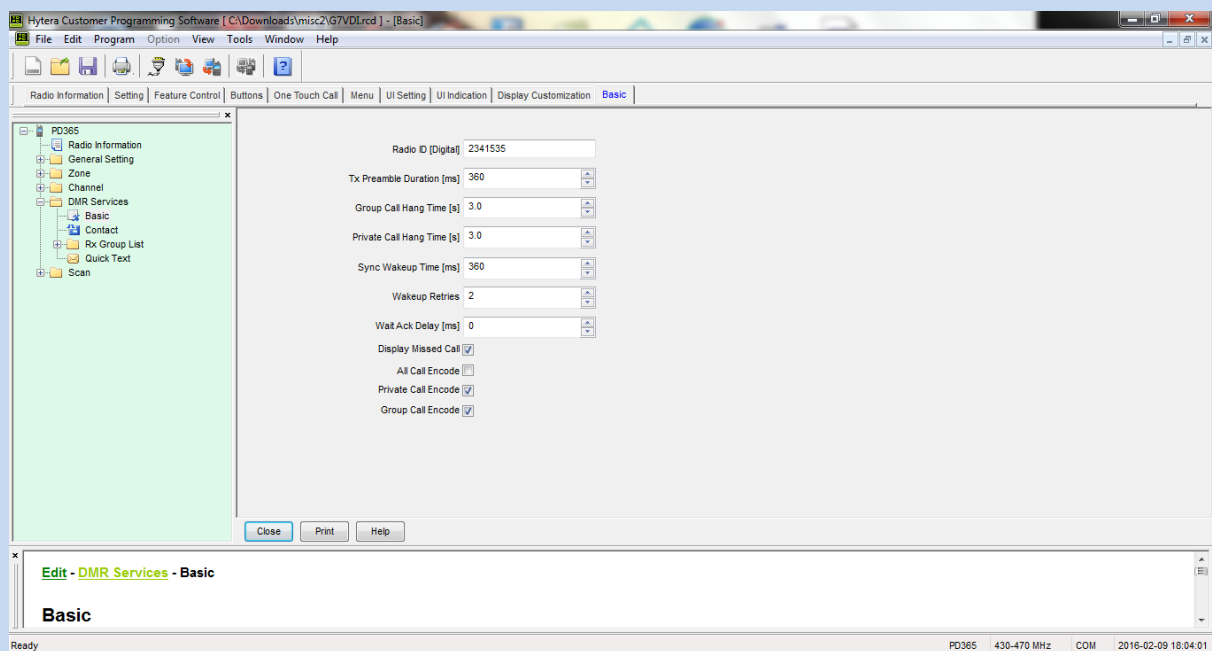 Hytera Customer Programming Software [ C:\Downloads\misc2\G7VDI.rcd ] - [Basic]
File Edit Program Option View Tools Window Help
Radio Information Setting Feature Control Buttons One Touch Call Menu UI Setting UI Indication Display Customization Basic
PD365
Radio Information
General Setting
Zone
Channel
DMR Services
Basic
Contact
Rx Group List
Quick Text
Scan
Radio ID [Digital] 2341535
Tx Preamble Duration [ms] 360
Group Call Hang Time [s] 3.0
Private Call Hang Time [s] 3.0
Sync Wakeup Time [ms] 360
Wakeup Retries 2
Wait Ack Delay [ms] 0
Display Missed Call
All Call Encode
Private Call Encode
Group Call Encode
Close Print Help
Edit - DMR Services - Basic
Basic
Ready PD365 430-470 MHz COM 2016-02-09 18:04:01